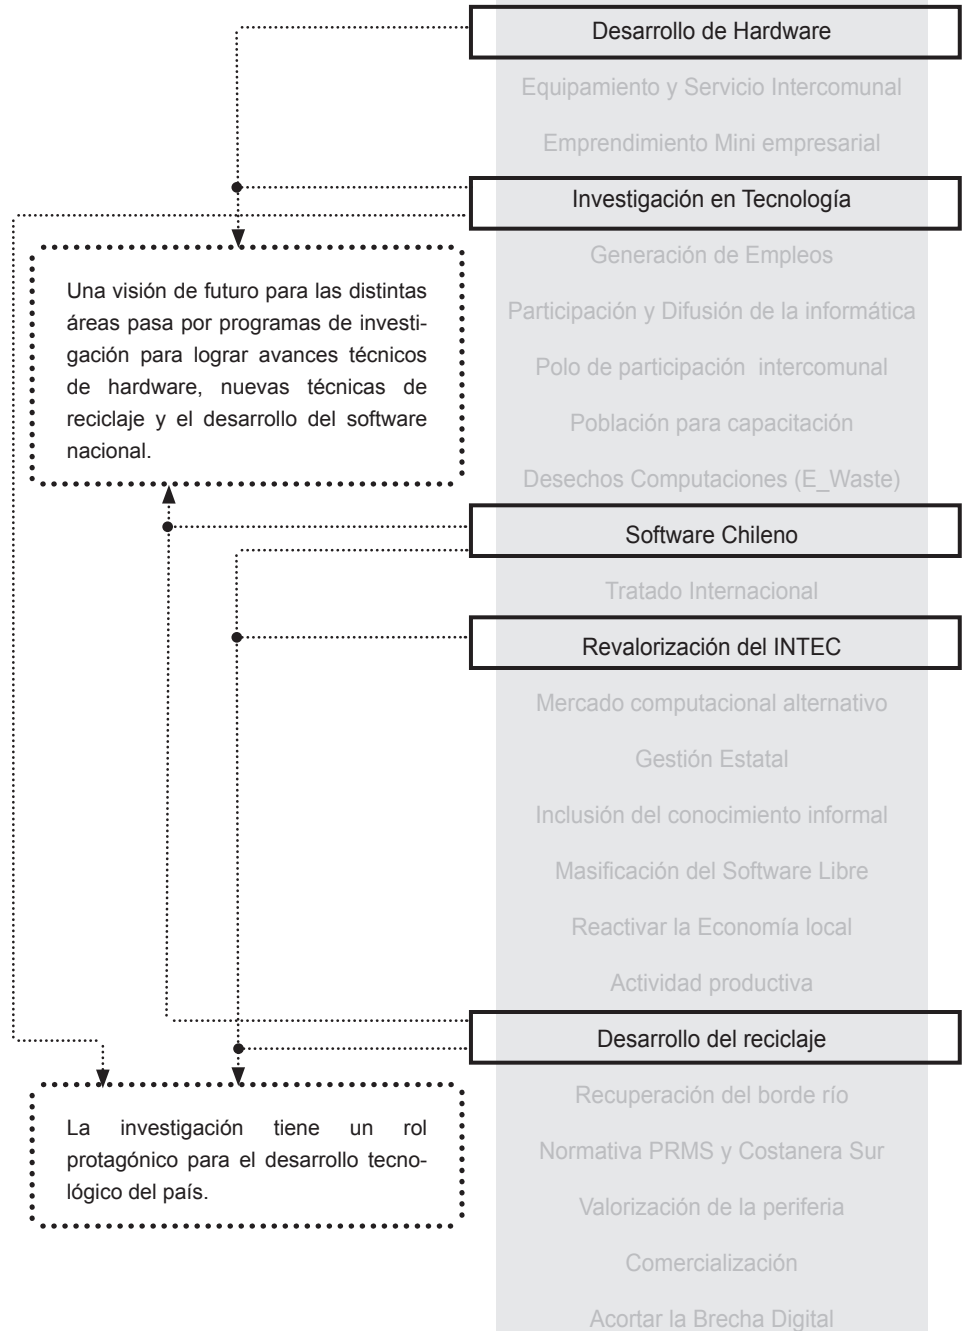 Desarrollo de Hardware
Equipamiento y Servicio Intercomunal
Emprendimiento Mini empresarial
Investigación en Tecnología
Generación de Empleos
Participación y Difusión de la informática
Polo de participación intercomunal
Población para capacitación
Desechos Computaciones (E_Waste)
Software Chileno
Tratado Internacional
Revalorización del INTEC
Mercado computacional alternativo
Gestión Estatal
Inclusión del conocimiento informal
Masificación del Software Libre
Reactivar la Economía local
Actividad productiva
Desarrollo del reciclaje
Recuperación del borde río
Normativa PRMS y Costanera Sur
Valorización de la periferia
Comercialización
Acortar la Brecha Digital
Una visión de futuro para las distintas
áreas pasa por programas de investi-
gación para lograr avances técnicos
de hardware, nuevas técnicas de
reciclaje y el desarrollo del software
nacional.
La investigación tiene un rol
protagónico para el desarrollo tecno-
lógico del país.